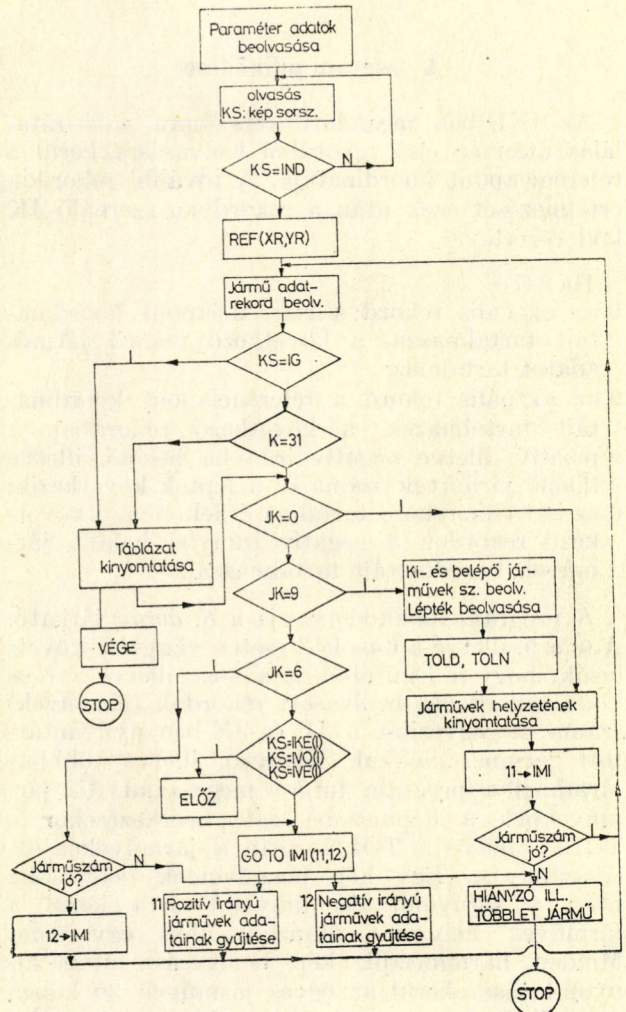 Paraméter adatok
beolvasása
olvasás
KS: kép sorsz.
KS=IND
N
REF(XR,YR)
Jármű adat-
rekord beolv.
I
KS=IG
I
K=31
JK=0
I
Táblázat
kinyomtatása
JK=9
I
Ki- és belépő jár-
művek sz. beolv.
Lépték beolvasása
VÉGE
JK=6
TOLD, TOLN
STOP
Járművek helyzetének
kinyomtatása
I
KS=IKE(I)
KS=IVO(I)
KS=IVE(I)
11→IMI
ELŐZ
I
Járműszám
jó?
N
GO TO IMI(11,12)
Járműszám
jó?
I
N
I
11
Pozitív irányú
járművek ada-
tainak gyűjtése
12
Negatív irányú
járművek ada-
tainak gyűjtése
HIÁNYZÓ ILL.
TÖBBLET JÁRMŰ
12→IMI
STOP